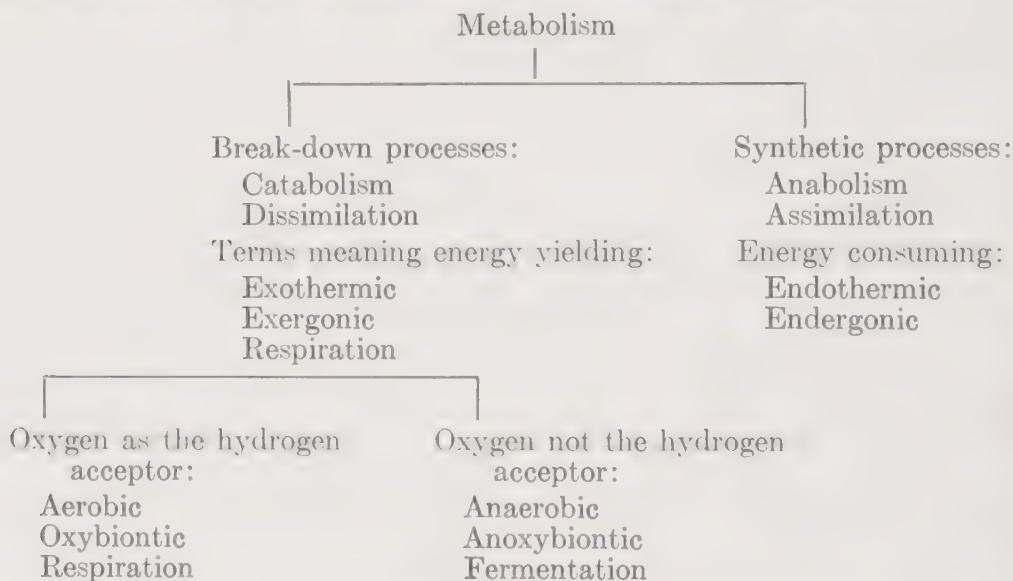 Metabolism
Break-down processes:
Catabolism
Dissimilation
Terms meaning energy yielding:
Exothermic
Exergonic
Respiration
Synthetic processes:
Anabolism
Assimilation
Energy consuming:
Endothermic
Endergonic
Oxygen as the hydrogen
acceptor:
Aerobic
Oxybiontic
Respiration
Oxygen not the hydrogen
acceptor:
Anaerobic
Anoxybiontic
Fermentation